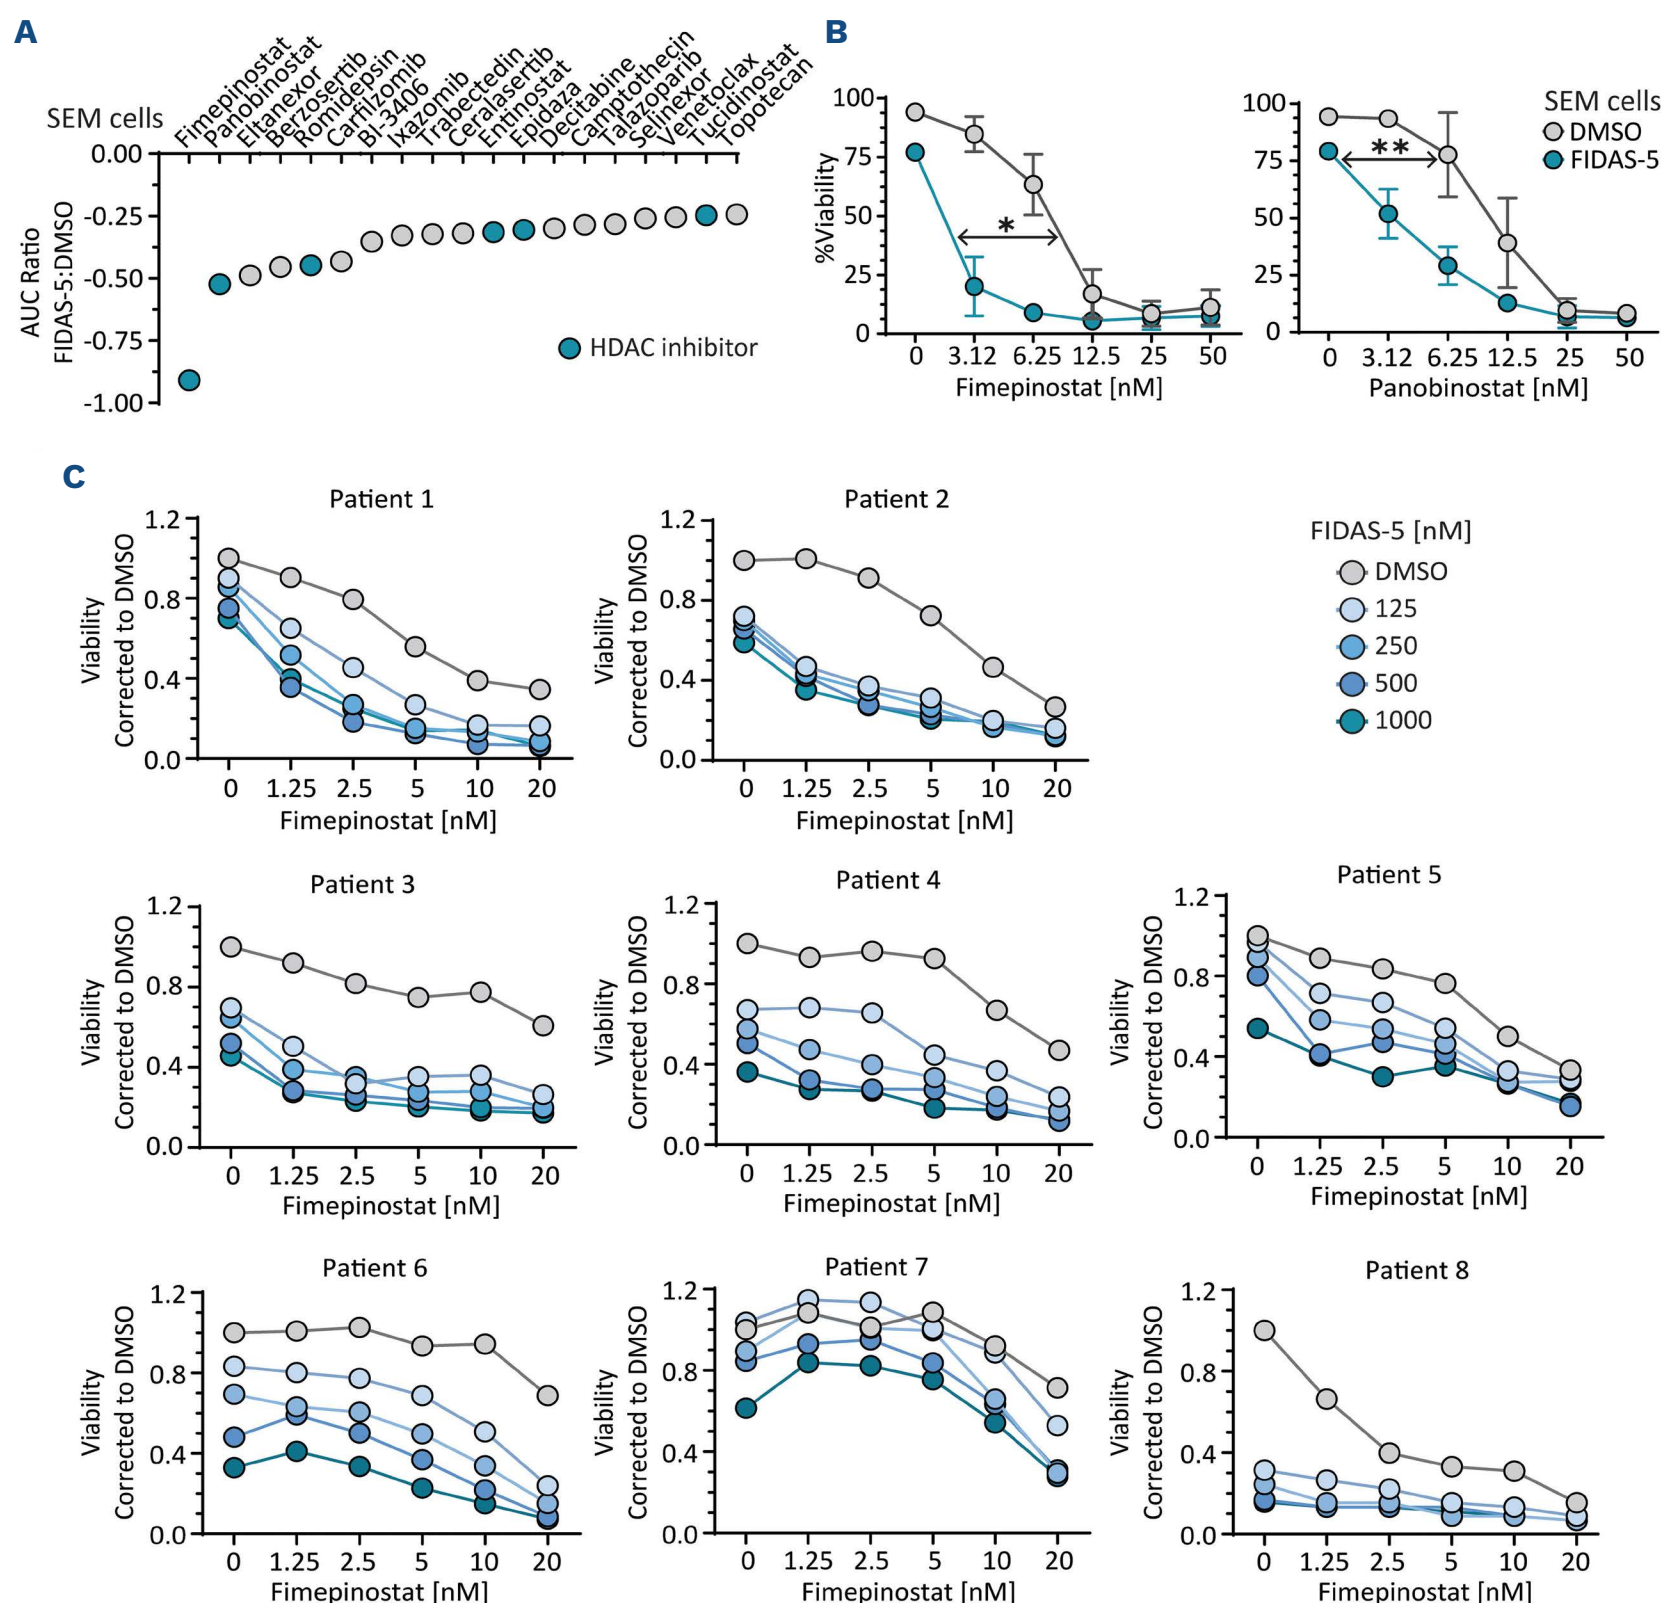 A
Fimepinostat
Panobinostat
Eltanexor
Berzosertib
Romidepsin
Carfilzomib
BI-3406
Ixazomib
Trabectedin
Ceralasertib
Entinostat
Epidaza
Decitabine
Camptothecin
Talazoparib
Selinexor
Venetoclax
Tucidinostat
Topotecan
SEM cells
0.00
-0.25
-0.50
-0.75
-1.00
AUC Ratio
FIDAS-5:DMSO
HDAC inhibitor
B
%Viability
100
75
50
25
0
*
0 3.12 6.25 12.5 25 50
Fimepinostat [nM]
100
75
50
25
0
**
0 3.12 6.25 12.5 25 50
Panobinostat [nM]
SEM cells
DMSO
FIDAS-5
C
Patient 1
Viability
Corrected to DMSO
1.2
0.8
0.4
0.0
0 1.25 2.5 5 10 20
Fimepinostat [nM]
Patient 2
Viability
Corrected to DMSO
1.2
0.8
0.4
0.0
0 1.25 2.5 5 10 20
Fimepinostat [nM]
FIDAS-5 [nM]
DMSO
125
250
500
1000
Patient 3
Viability
Corrected to DMSO
1.2
0.8
0.4
0.0
0 1.25 2.5 5 10 20
Fimepinostat [nM]
Patient 4
Viability
Corrected to DMSO
1.2
0.8
0.4
0.0
0 1.25 2.5 5 10 20
Fimepinostat [nM]
Patient 5
Viability
Corrected to DMSO
1.2
0.8
0.4
0.0
0 1.25 2.5 5 10 20
Fimepinostat [nM]
Patient 6
Viability
Corrected to DMSO
1.2
0.8
0.4
0.0
0 1.25 2.5 5 10 20
Fimepinostat [nM]
Patient 7
Viability
Corrected to DMSO
1.2
0.8
0.4
0.0
0 1.25 2.5 5 10 20
Fimepinostat [nM]
Patient 8
Viability
Corrected to DMSO
1.2
0.8
0.4
0.0
0 1.25 2.5 5 10 20
Fimepinostat [nM]